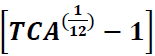 [TCA^(1/12) − 1]